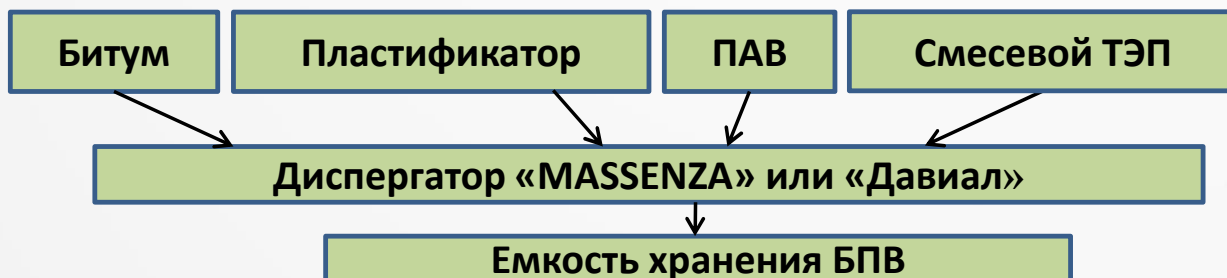 Битум
Пластификатор
ПАВ
Смесевой ТЭП
Диспергатор «MASSENZA» или «Давиал»
Емкость хранения БПВ